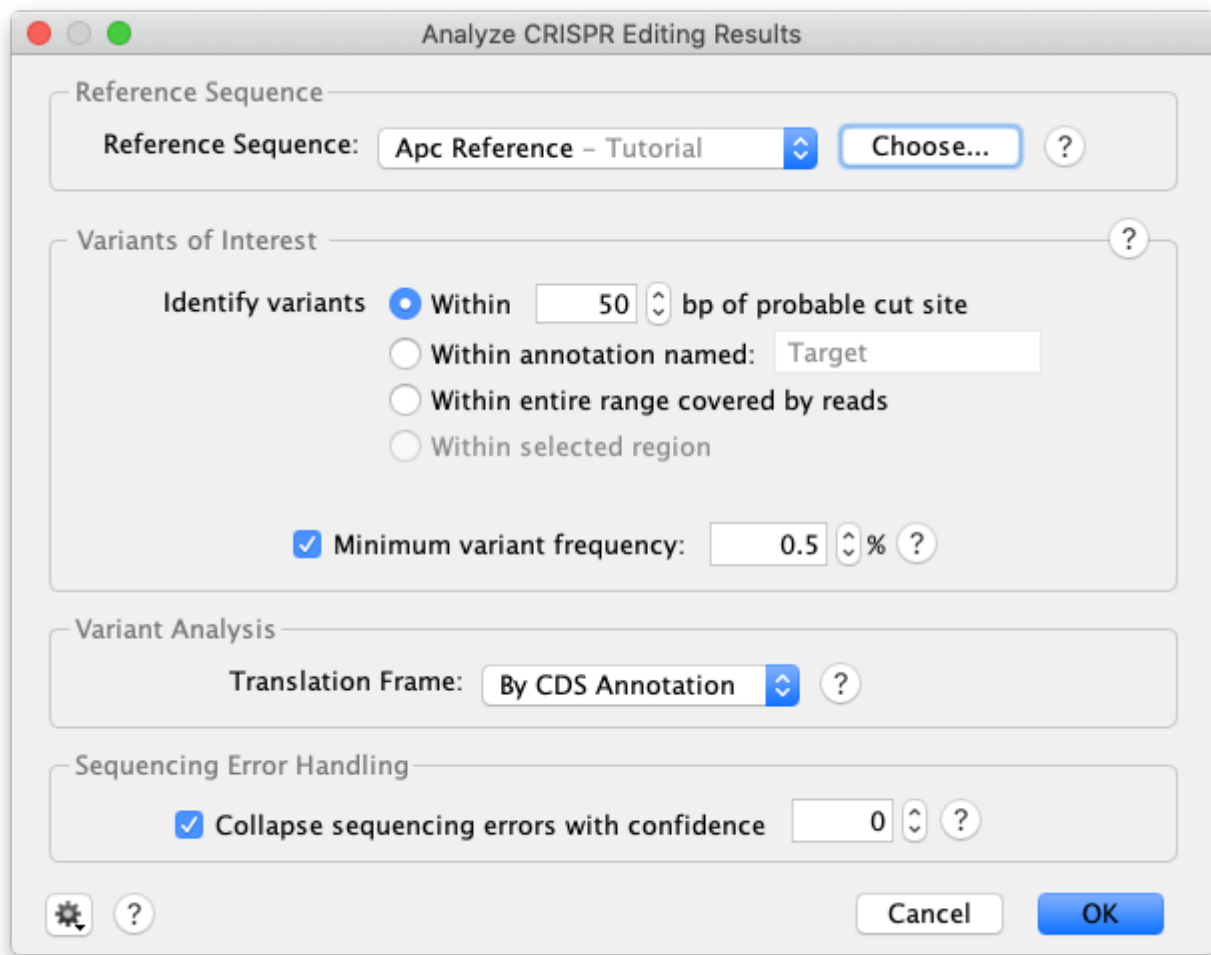 Analyze CRISPR Editing Results
Reference Sequence
Reference Sequence: Apc Reference – Tutorial Choose... ?
Variants of Interest ?
Identify variants Within 50 bp of probable cut site
Within annotation named: Target
Within entire range covered by reads
Within selected region
Minimum variant frequency: 0.5 % ?
Variant Analysis
Translation Frame: By CDS Annotation ?
Sequencing Error Handling
Collapse sequencing errors with confidence 0 ?
? Cancel OK